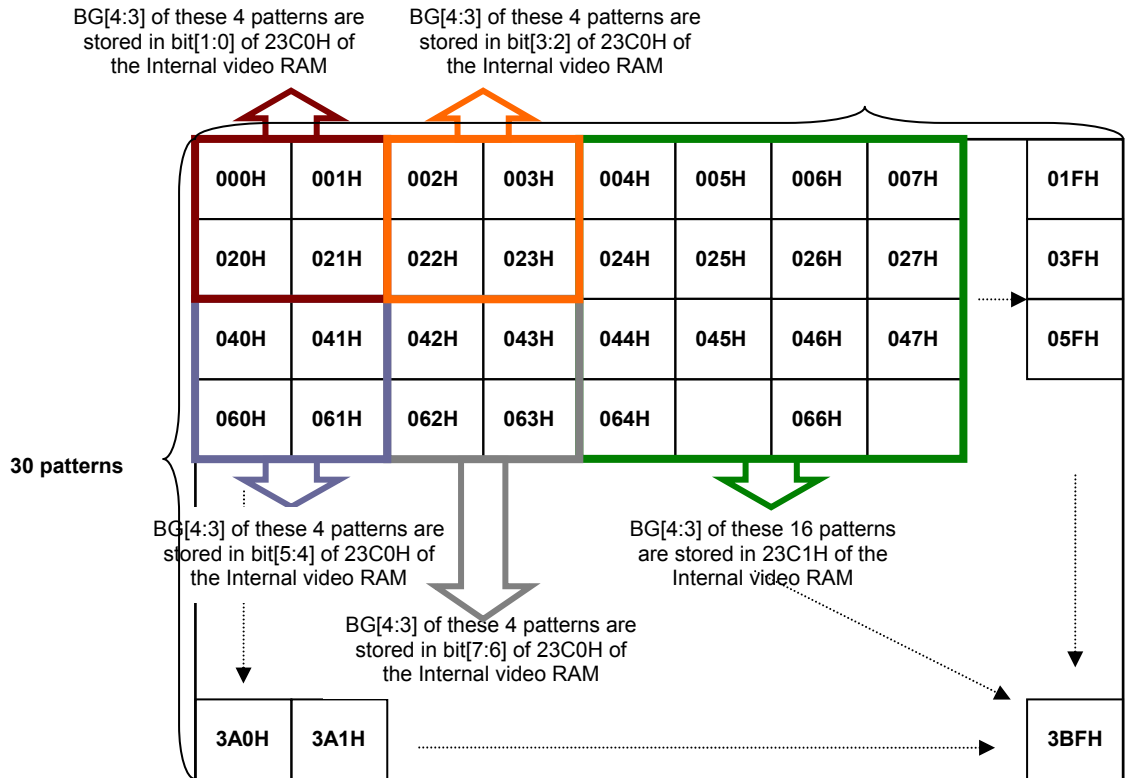 BG[4:3] of these 4 patterns are
stored in bit[1:0] of 23C0H of
the Internal video RAM
BG[4:3] of these 4 patterns are
stored in bit[3:2] of 23C0H of
the Internal video RAM
000H 001H 002H 003H 004H 005H 006H 007H 01FH
020H 021H 022H 023H 024H 025H 026H 027H 03FH
040H 041H 042H 043H 044H 045H 046H 047H 05FH
060H 061H 062H 063H 064H 066H
30 patterns
BG[4:3] of these 4 patterns are
stored in bit[5:4] of 23C0H of
the Internal video RAM
BG[4:3] of these 16 patterns
are stored in 23C1H of the
Internal video RAM
BG[4:3] of these 4 patterns are
stored in bit[7:6] of 23C0H of
the Internal video RAM
3A0H 3A1H 3BFH